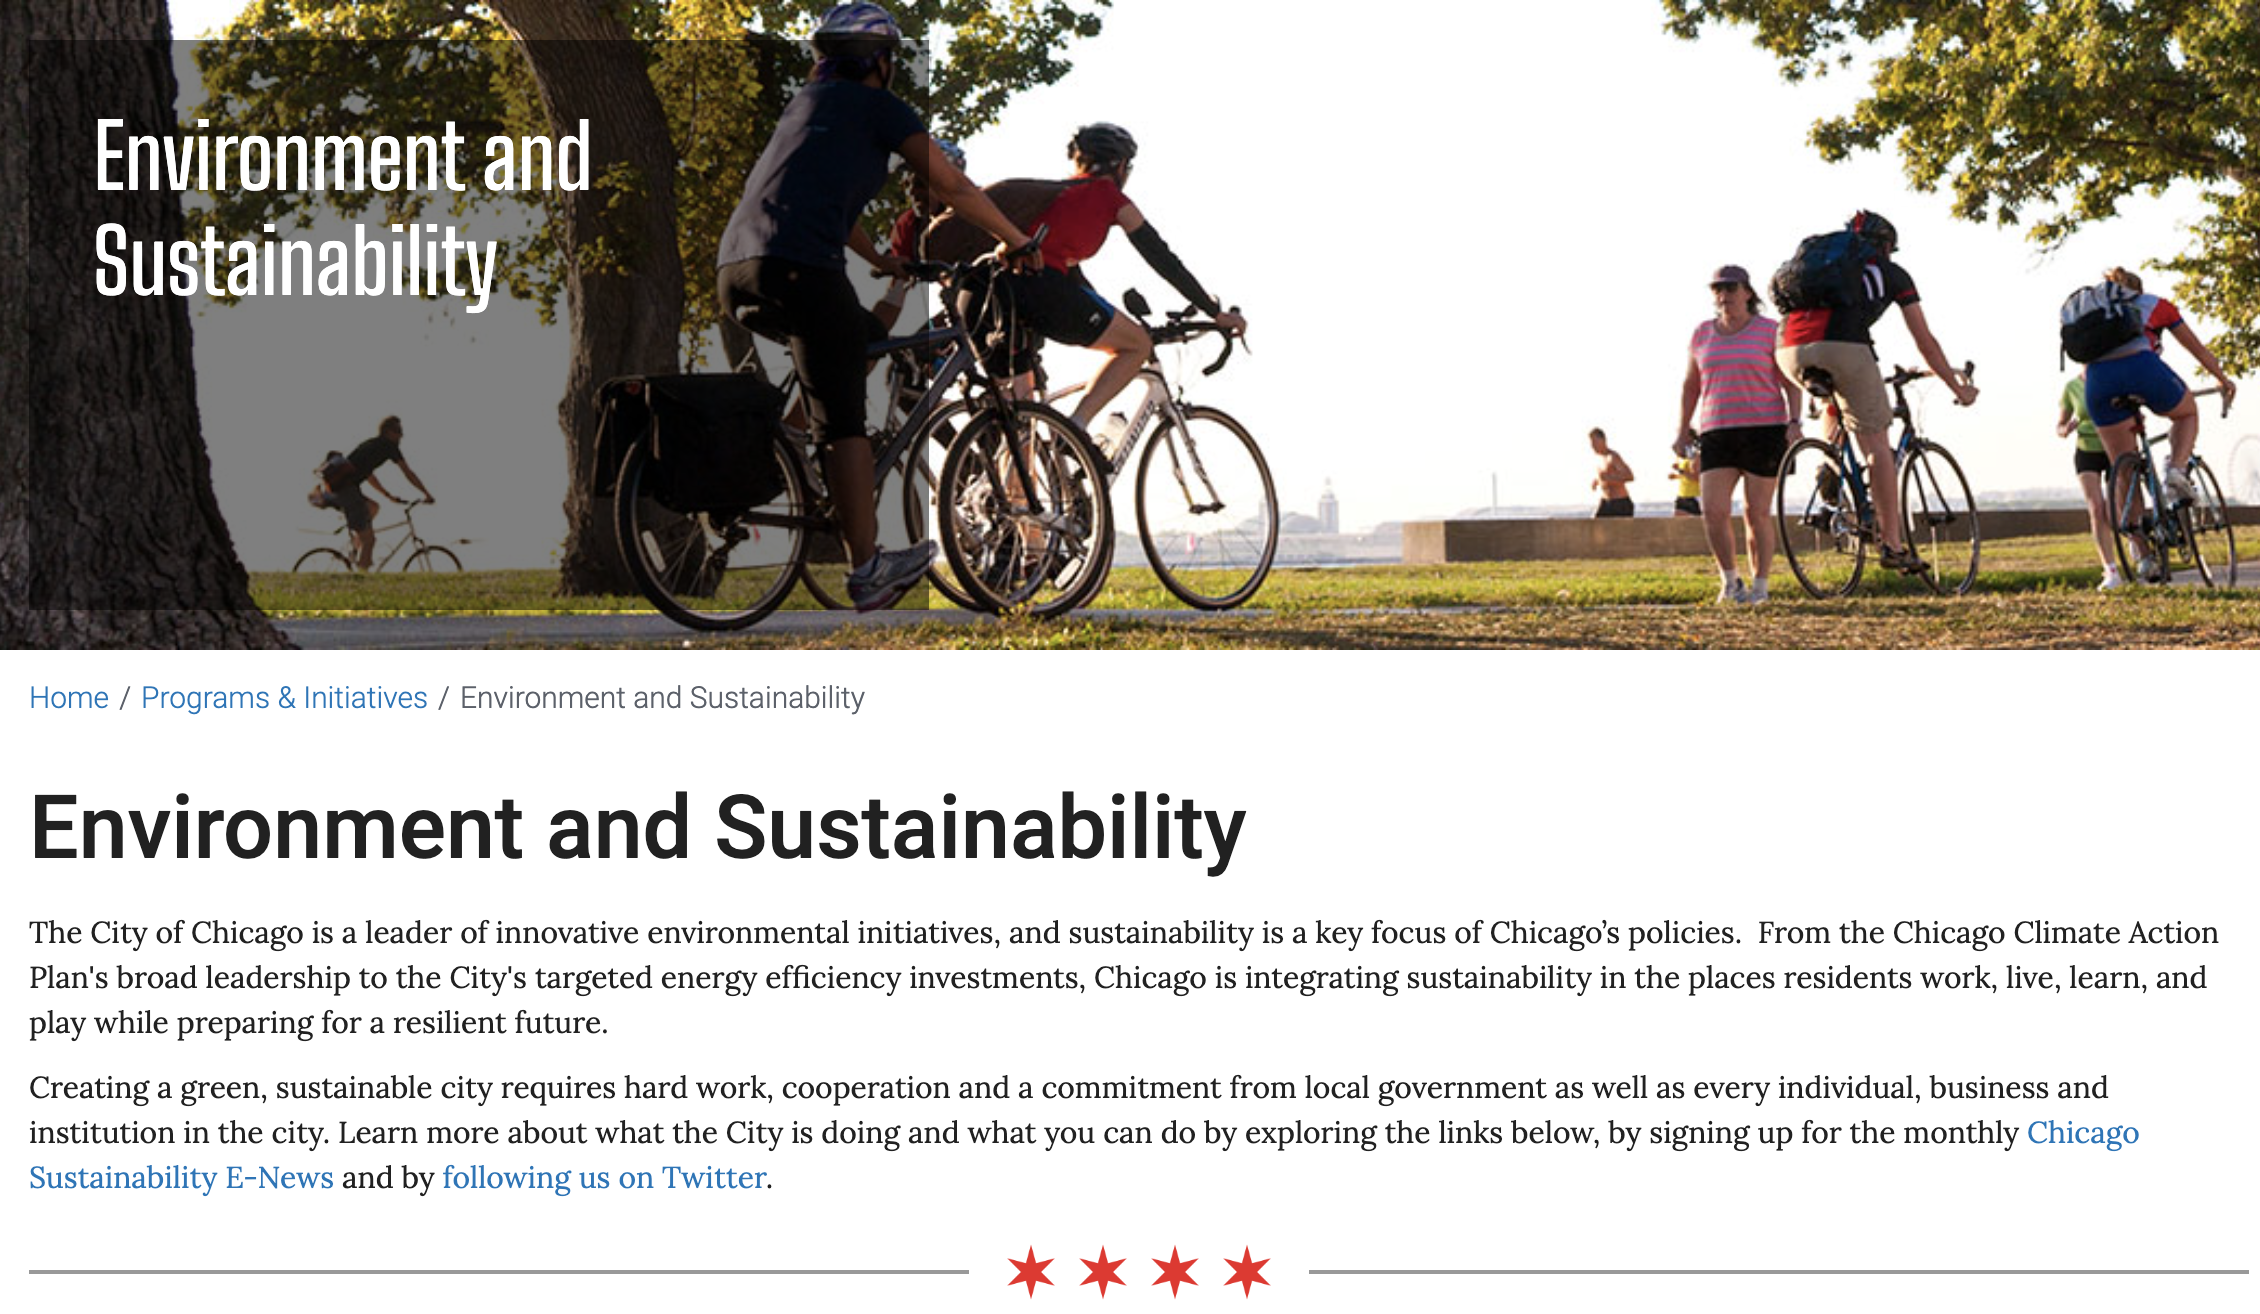 Environment and
Sustainability
Home / Programs & Initiatives / Environment and Sustainability
Environment and Sustainability
The City of Chicago is a leader of innovative environmental initiatives, and sustainability is a key focus of Chicago’s policies.  From the Chicago Climate Action
Plan's broad leadership to the City's targeted energy efficiency investments, Chicago is integrating sustainability in the places residents work, live, learn, and
play while preparing for a resilient future.
Creating a green, sustainable city requires hard work, cooperation and a commitment from local government as well as every individual, business and
institution in the city. Learn more about what the City is doing and what you can do by exploring the links below, by signing up for the monthly Chicago
Sustainability E-News and by following us on Twitter.